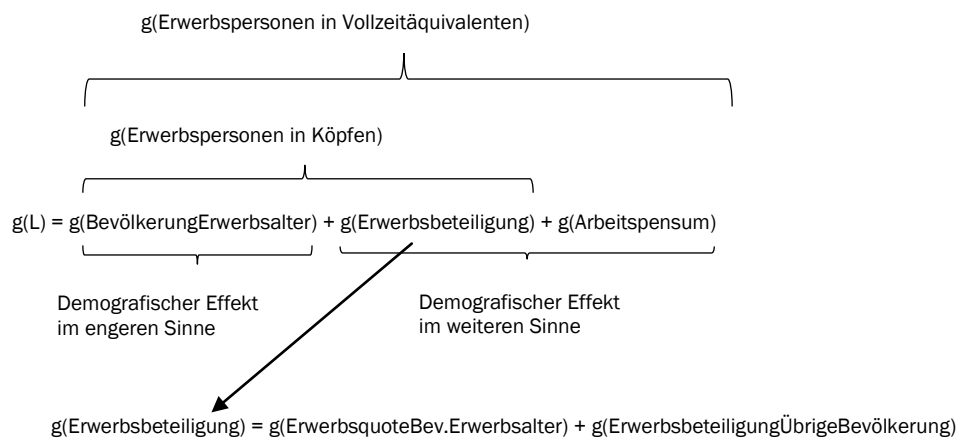 g(Erwerbspersonen in Vollzeitäquivalenten)
g(Erwerbspersonen in Köpfen)
g(L) = g(BevölkerungErwerbsalter) + g(Erwerbsbeteiligung) + g(Arbeitspensum)
Demografischer Effekt
im engeren Sinne
Demografischer Effekt
im weiteren Sinne
g(Erwerbsbeteiligung) = g(ErwerbsquoteBev.Erwerbsalter) + g(ErwerbsbeteiligungÜbrigeBevölkerung)